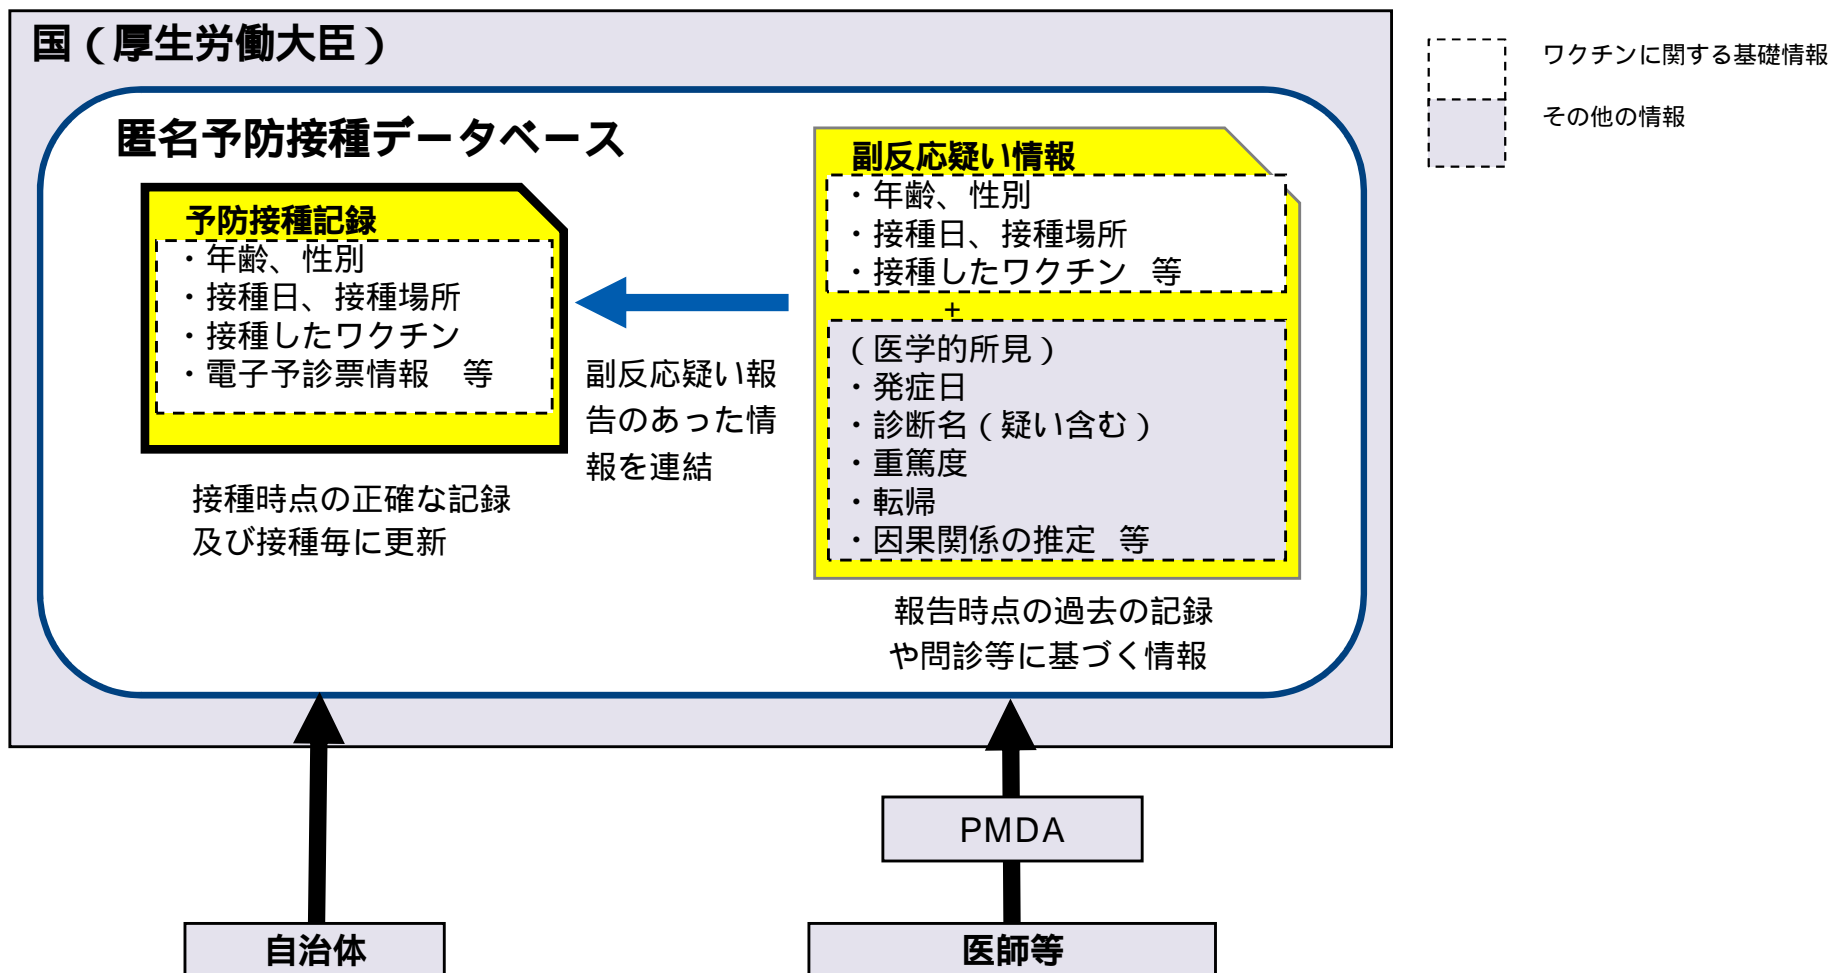 国（厚生労働大臣）
匿名予防接種データベース
予防接種記録
・年齢、性別
・接種日、接種場所
・接種したワクチン
・電子予診票情報　等
接種時点の正確な記録
及び接種毎に更新
副反応疑い報
告のあった情
報を連結
副反応疑い情報
・年齢、性別
・接種日、接種場所
・接種したワクチン　等
+
（医学的所見）
・発症日
・診断名（疑い含む）
・重篤度
・転帰
・因果関係の推定　等
報告時点の過去の記録
や問診等に基づく情報
ワクチンに関する基礎情報
その他の情報
PMDA
自治体
医師等